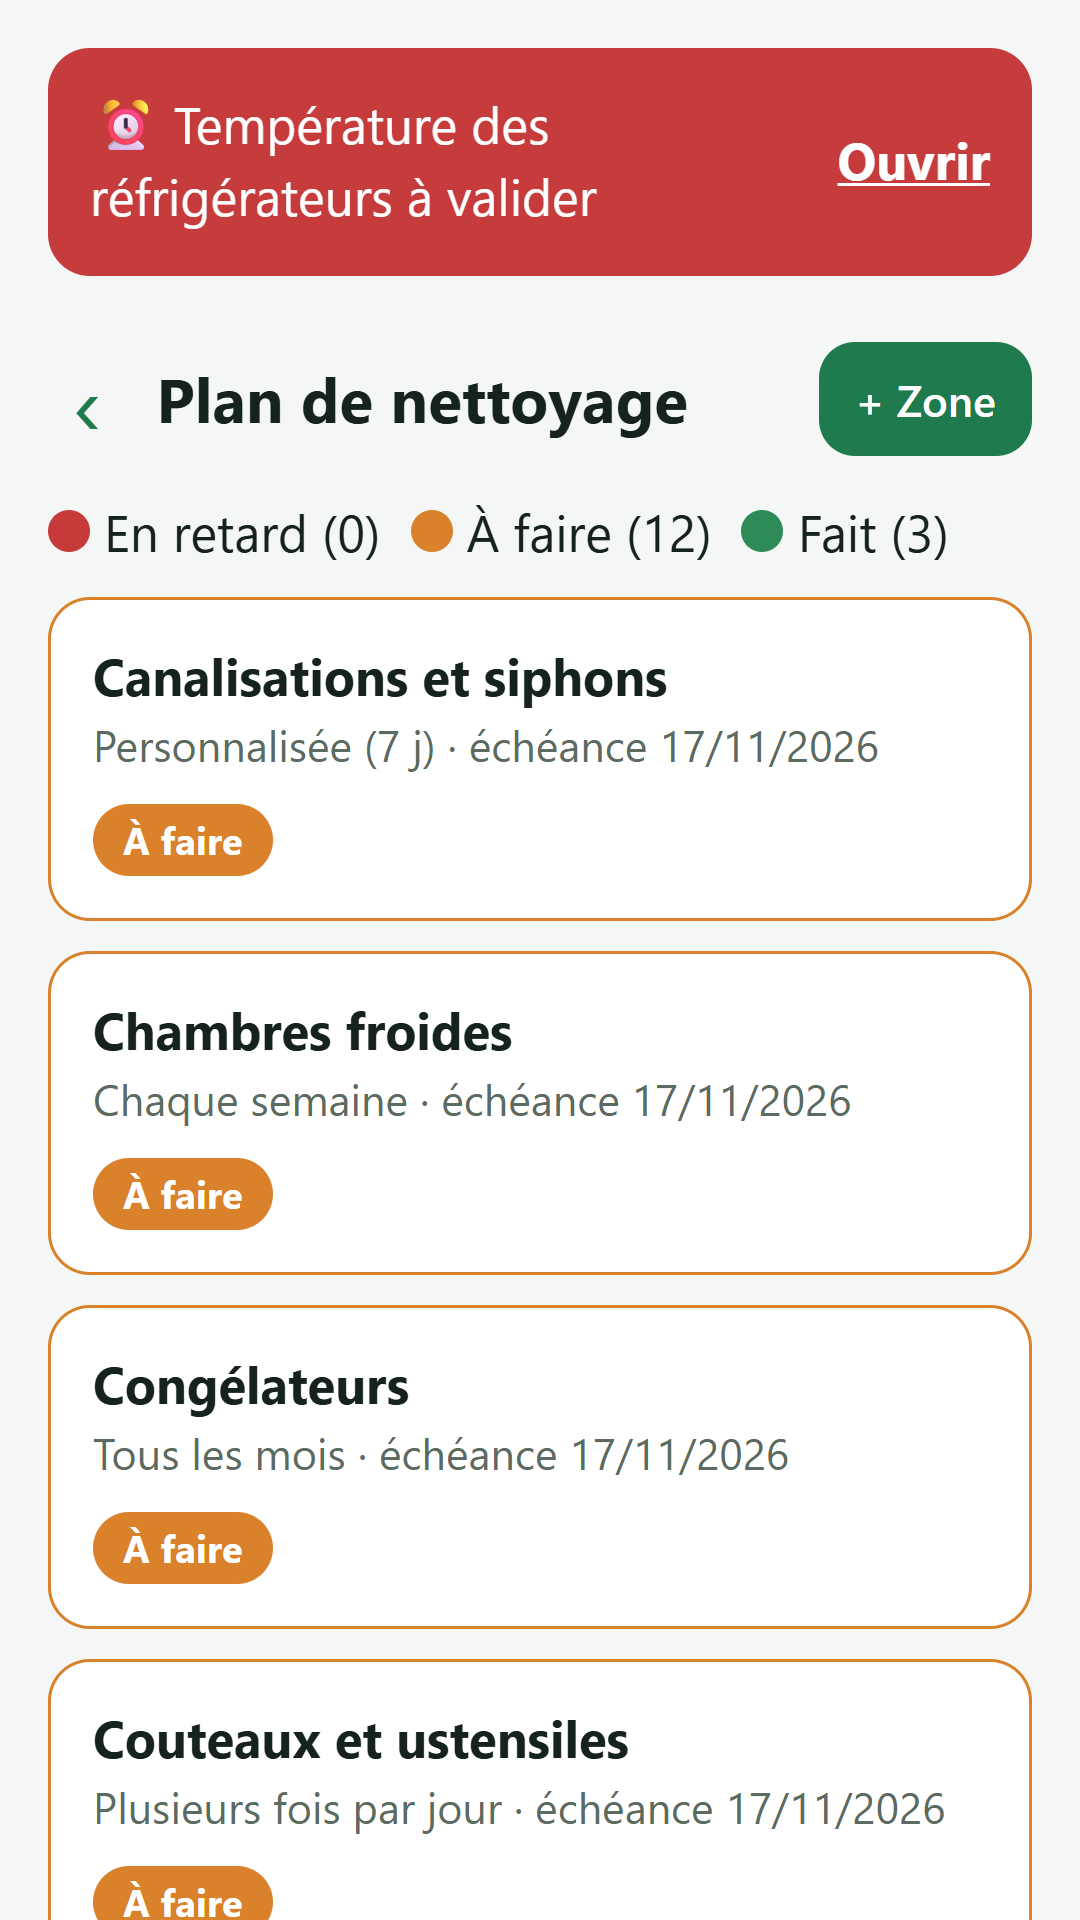 ⏰ Température des
réfrigérateurs à valider
Ouvrir
‹ Plan de nettoyage
+ Zone
En retard (0) À faire (12) Fait (3)
Canalisations et siphons
Personnalisée (7 j) · échéance 17/11/2026
À faire
Chambres froides
Chaque semaine · échéance 17/11/2026
À faire
Congélateurs
Tous les mois · échéance 17/11/2026
À faire
Couteaux et ustensiles
Plusieurs fois par jour · échéance 17/11/2026
À faire